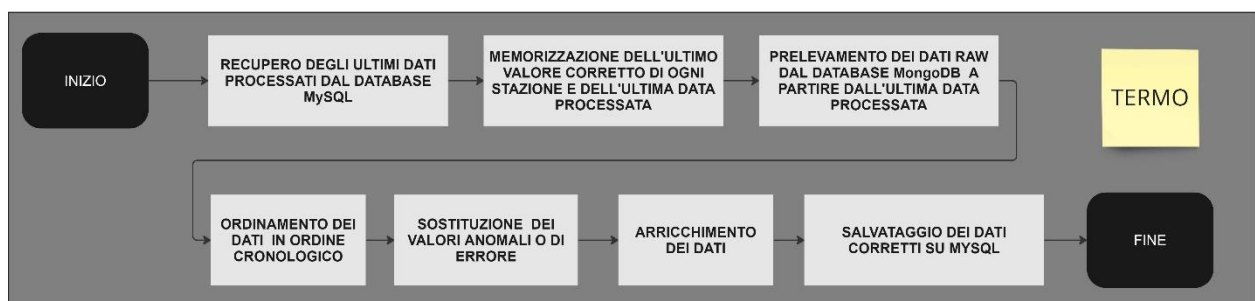 INIZIO
RECUPERO DEGLI ULTIMI DATI
PROCESSATI DAL DATABASE
MySQL
MEMORIZZAZIONE DELL'ULTIMO
VALORE CORRETTO DI OGNI
STAZIONE E DELL'ULTIMA DATA
PROCESSATA
PRELEVAMENTO DEI DATI RAW
DAL DATABASE MongoDB A
PARTIRE DALL'ULTIMA DATA
PROCESSATA
TERMO
ORDINAMENTO DEI
DATI IN ORDINE
CRONOLOGICO
SOSTITUZIONE DEI
VALORI ANOMALI O DI
ERRORE
ARRICCHIMENTO
DEI DATI
SALVATAGGIO DEI DATI
CORRETTI SU MYSQL
FINE